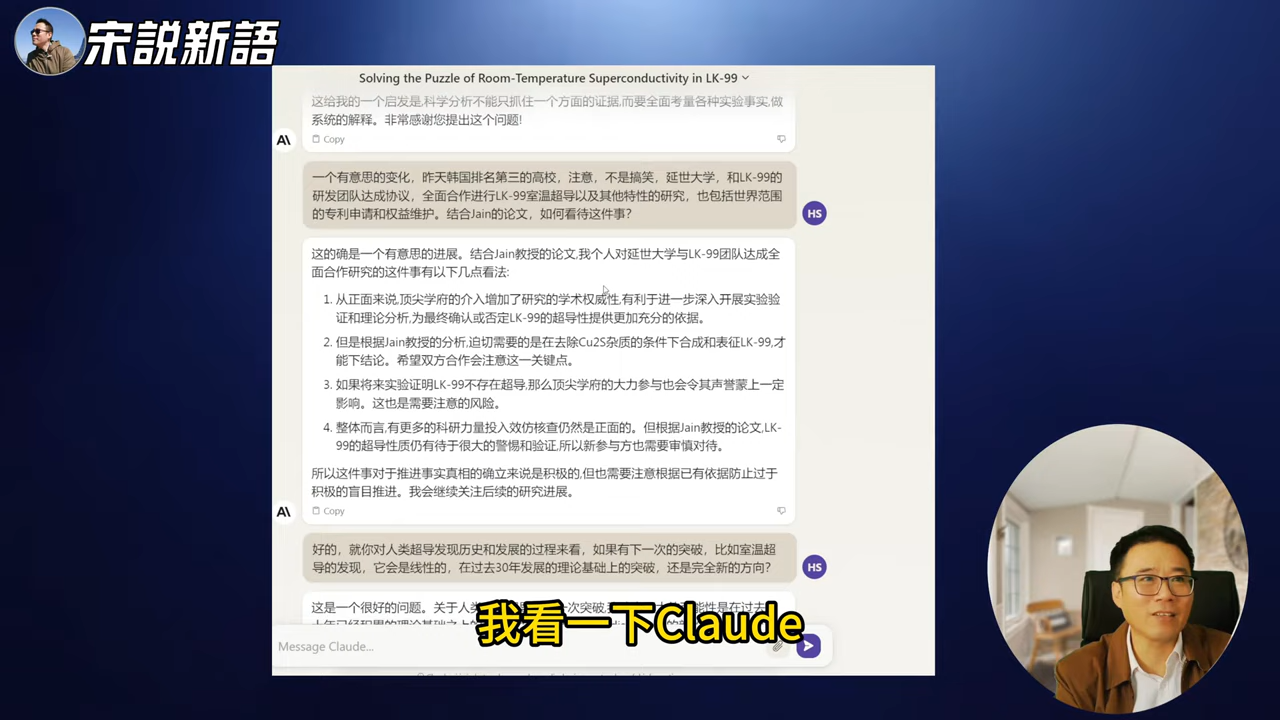 宋説新語
Solving the Puzzle of Room-Temperature Superconductivity in LK-99
这给我的一个启发是,科学分析不能只抓住一个方面的证据,而要全面考量各种实验事实,做
系统的解释。非常感谢您提出这个问题!
Copy
一个有意思的变化，昨天韩国排名第三的高校，注意，不是搞笑，延世大学，和LK-99的
研发团队达成协议，全面合作进行LK-99室温超导以及其他特性的研究，也包括世界范围
的专利申请和权益维护。结合Jain的论文，如何看待这件事？
HS
这的确是一个有意思的进展。结合Jain教授的论文,我个人对延世大学与LK-99团队达成全
面合作研究的这件事有以下几点看法:
1. 从正面来说,顶尖学府的介入增加了研究的学术权威性,有利于进一步深入开展实验验
证和理论分析,为最终确认或否定LK-99的超导性提供更加充分的依据。
2. 但是根据Jain教授的分析,迫切需要的是在去除Cu2S杂质的条件下合成和表征LK-99,才
能下结论。希望双方合作会注意这一关键点。
3. 如果将来实验证明LK-99不存在超导,那么顶尖学府的大力参与也会令其声誉蒙上一定
影响。这也是需要注意的风险。
4. 整体而言,有更多的科研力量投入效仿核查仍然是正面的。但根据Jain教授的论文,LK-
99的超导性质仍有待于很大的警惕和验证,所以新参与方也需要审慎对待。
所以这件事对于推进事实真相的确立来说是积极的,但也需要注意根据已有依据防止过于
积极的盲目推进。我会继续关注后续的研究进展。
Copy
好的，就你对人类超导发现历史和发展的过程来看，如果有下一次的突破，比如室温超
导的发现，它会是线性的，在过去30年发展的理论基础上的突破，还是完全新的方向？
HS
这是一个很好的问题。关于人类
一次突破,
能性是在过去
我看一下Claude
Message Claude...